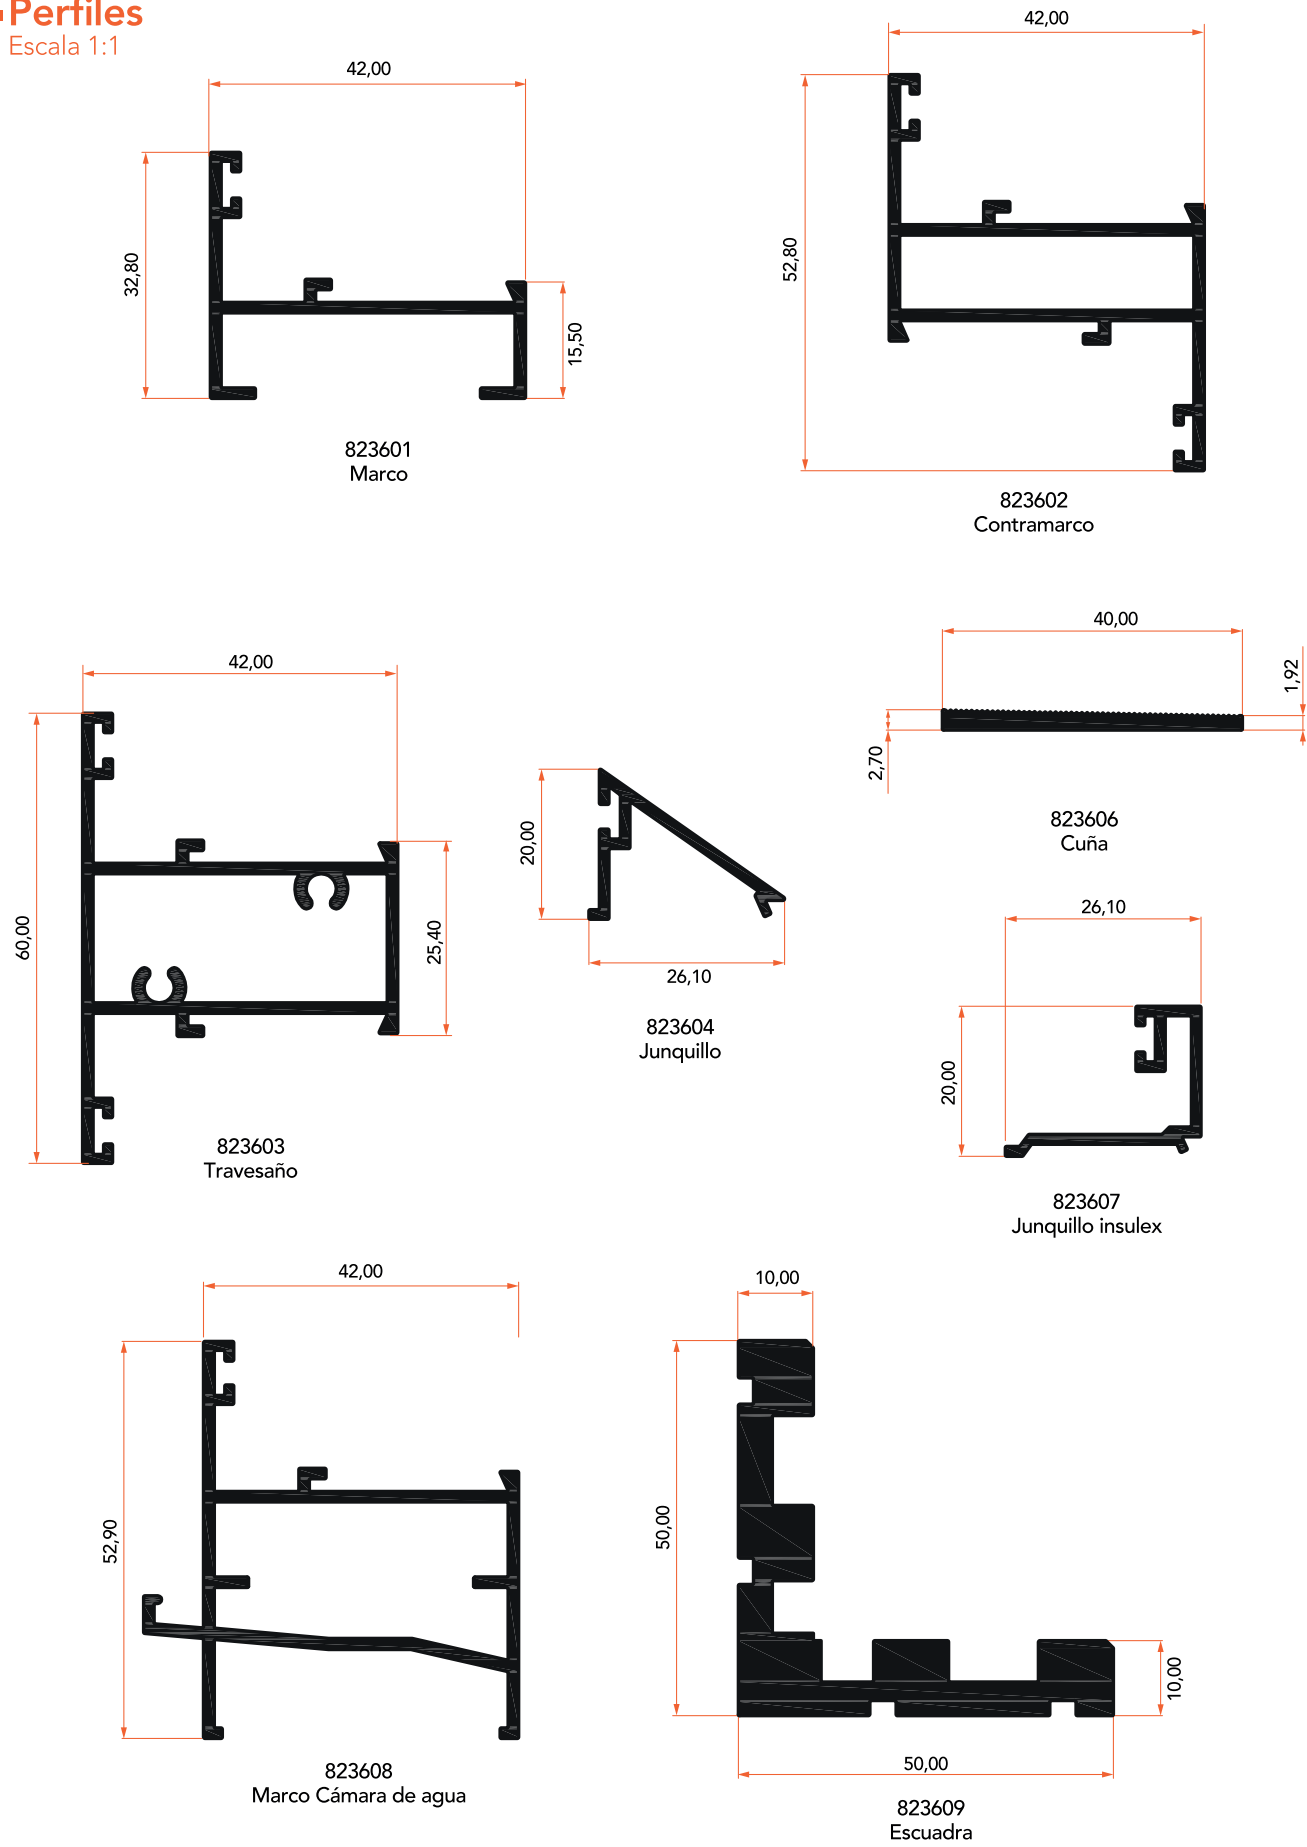 Perfiles
Escala 1:1
42,00
32,80
15,50
823601
Marco
42,00
52,80
823602
Contramarco
42,00
60,00
25,40
823603
Travesaño
20,00
26,10
823604
Junquillo
40,00
1,92
2,70
823606
Cuña
26,10
20,00
823607
Junquillo insulex
42,00
52,90
823608
Marco Cámara de agua
10,00
50,00
10,00
50,00
823609
Escuadra